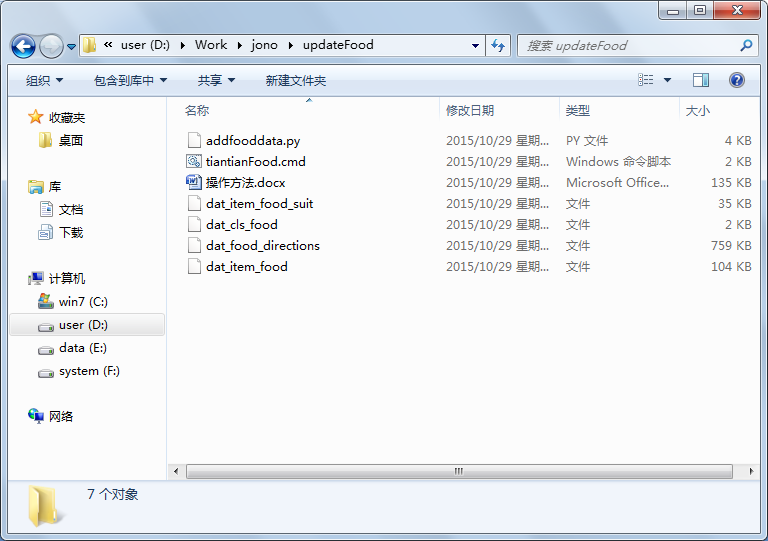 « user (D:) ▸ Work ▸ jono ▸ updateFood
搜索 updateFood
组织 包含到库中 共享 新建文件夹
名称 修改日期 类型 大小
收藏夹
桌面
库
文档
下载
计算机
win7 (C:)
user (D:)
data (E:)
system (F:)
网络
addfooddata.py 2015/10/29 星期... PY 文件 4 KB
tiantianFood.cmd 2015/10/29 星期... Windows 命令脚本 2 KB
操作方法.docx 2015/10/29 星期... Microsoft Office... 135 KB
dat_item_food_suit 2015/10/29 星期... 文件 35 KB
dat_cls_food 2015/10/29 星期... 文件 2 KB
dat_food_directions 2015/10/29 星期... 文件 759 KB
dat_item_food 2015/10/29 星期... 文件 104 KB
7 个对象